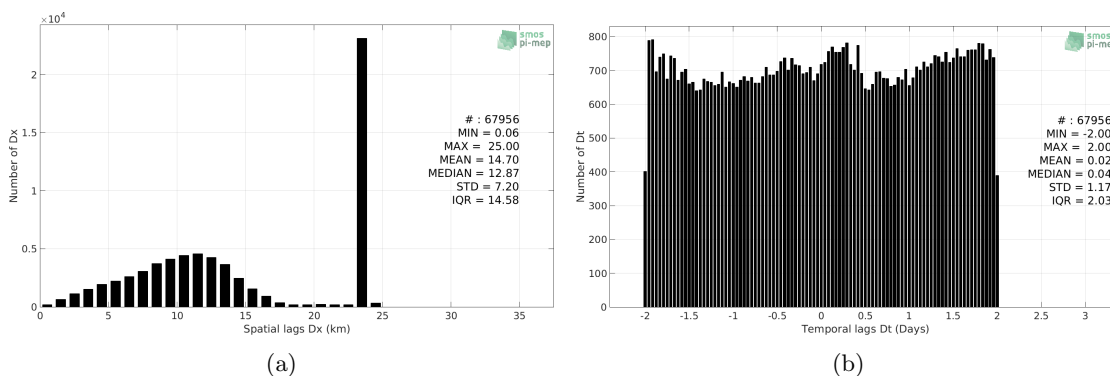 ×10⁴
smos
pi-mep
2
1.5
1
0.5
0
Number of Dx
# : 67956
MIN = 0.06
MAX = 25.00
MEAN = 14.70
MEDIAN = 12.87
STD = 7.20
IQR = 14.58
0 5 10 15 20 25 30 35
Spatial lags Dx (km)
(a)
smos
pi-mep
800
700
600
500
400
300
200
100
0
Number of Dt
# : 67956
MIN = -2.00
MAX = 2.00
MEAN = 0.02
MEDIAN = 0.04
STD = 1.17
IQR = 2.03
-2 -1.5 -1 -0.5 0 0.5 1 1.5 2 2.5 3
Temporal lags Dt (Days)
(b)